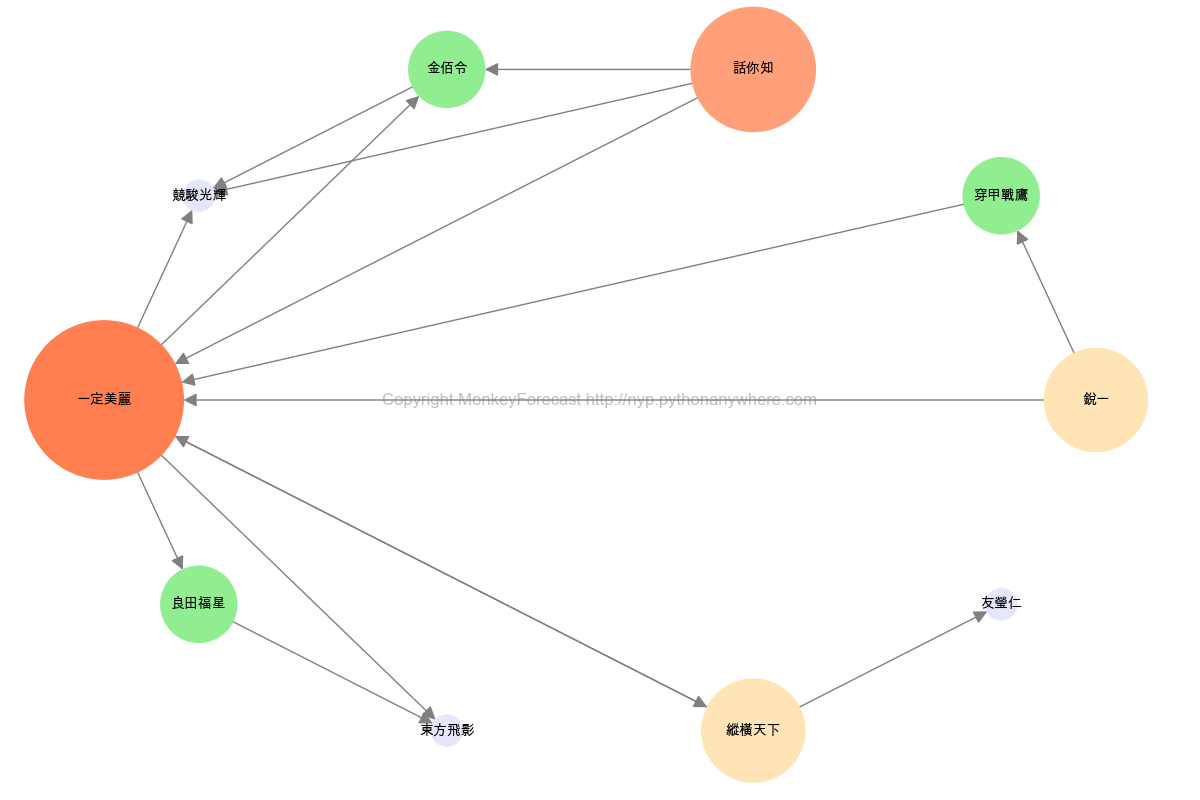 金佰令
話你知
競駿光輝
穿甲戰鷹
一定美麗
Copyright MonkeyForecast http://nyp.pythonanywhere.com
銳一
良田福星
友瑩仁
東方飛影
縱橫天下